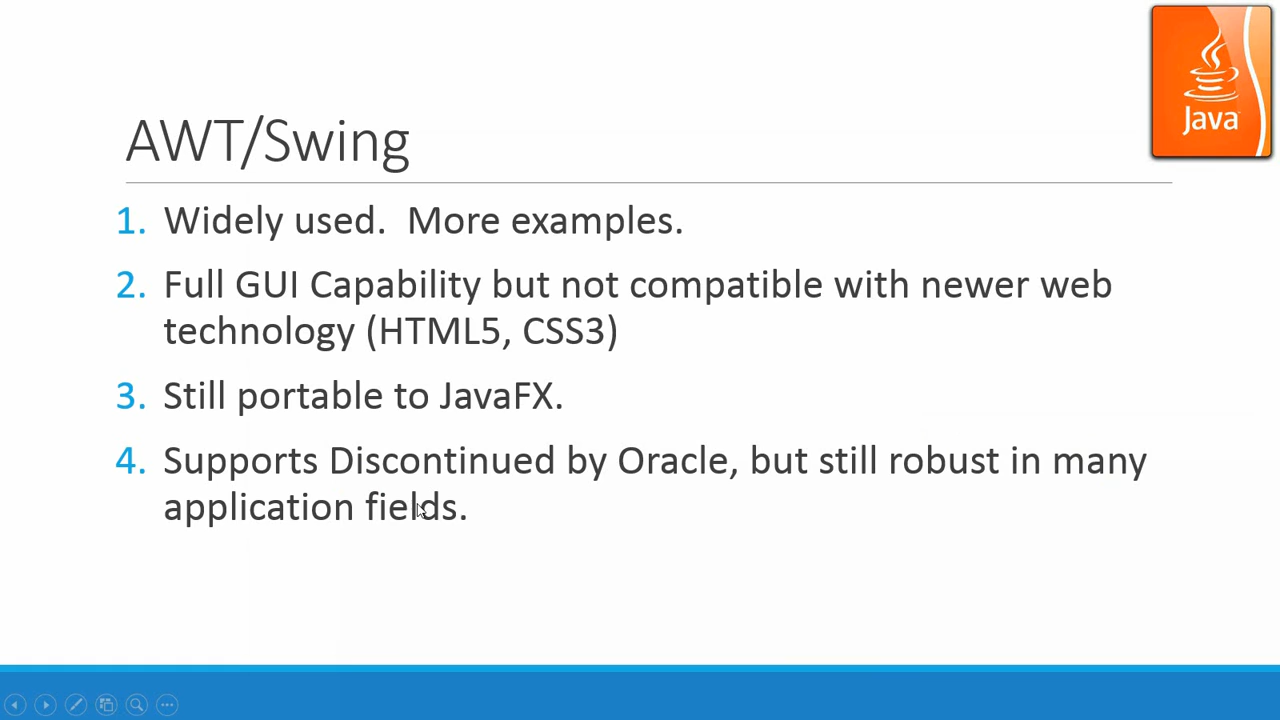 Java
AWT/Swing
1. Widely used.  More examples.
2. Full GUI Capability but not compatible with newer web
technology (HTML5, CSS3)
3. Still portable to JavaFX.
4. Supports Discontinued by Oracle, but still robust in many
application fields.